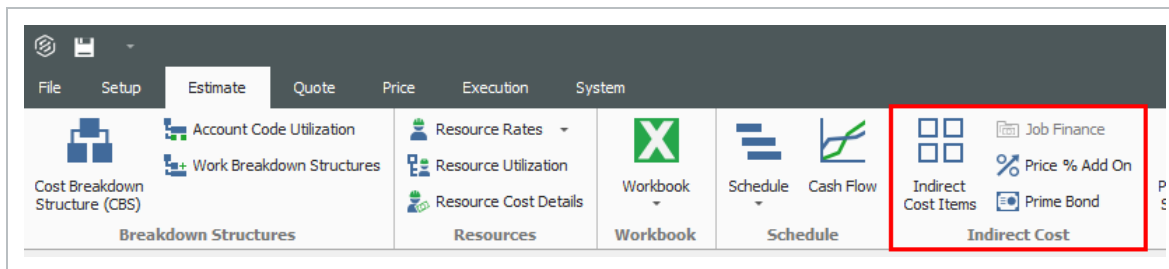 File Setup Estimate Quote Price Execution System
Cost Breakdown
Structure (CBS)
Account Code Utilization
Work Breakdown Structures
Breakdown Structures
Resource Rates
Resource Utilization
Resource Cost Details
Resources
Workbook
Workbook
Schedule
Cash Flow
Schedule
Indirect
Cost Items
Job Finance
Price % Add On
Prime Bond
Indirect Cost
P
S